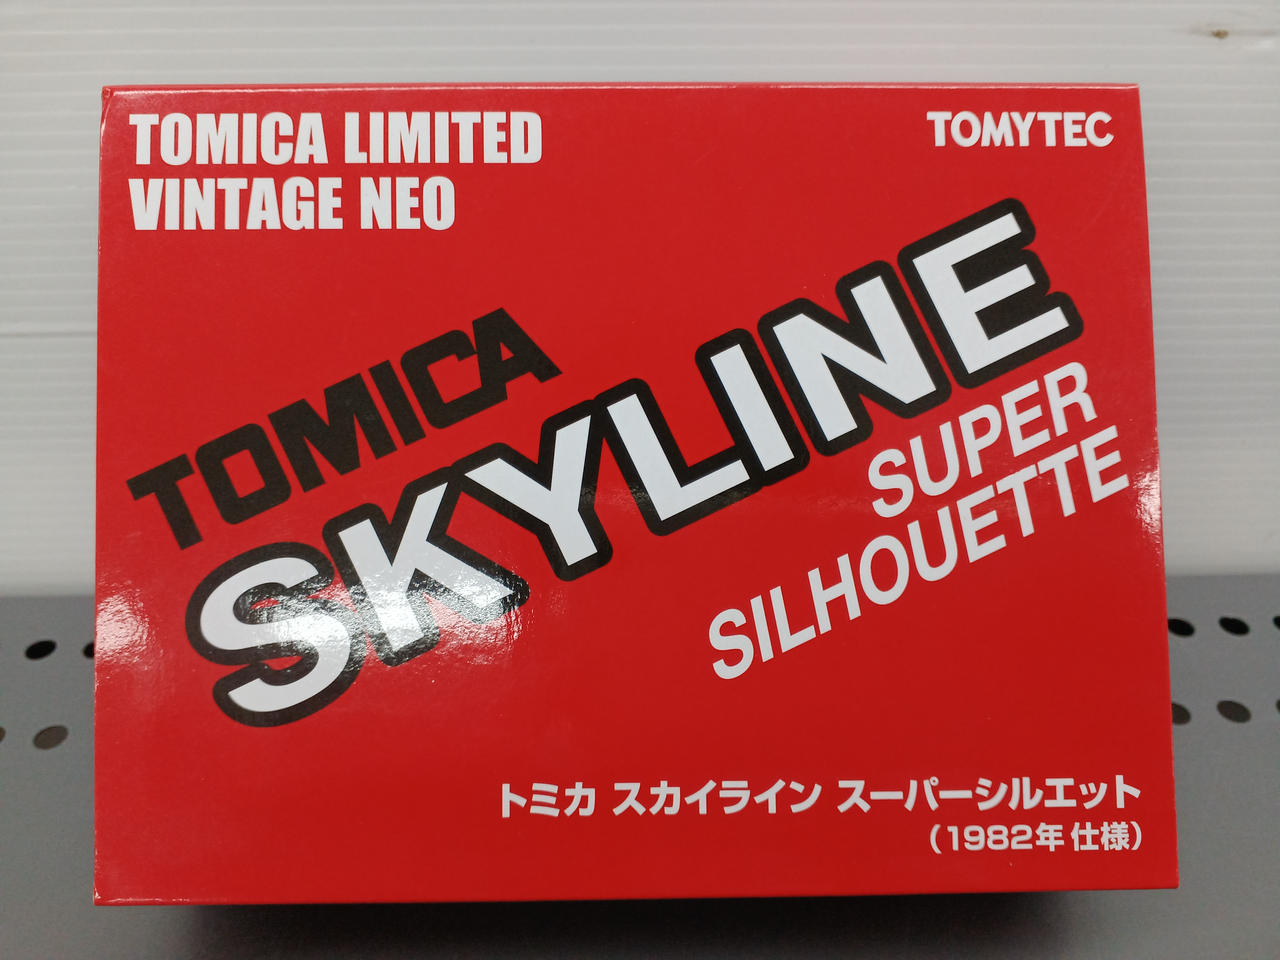 TOMICA LIMITED
VINTAGE NEO
TOMYTEC
TOMICA
SKYLINE
SUPER
SILHOUETTE
トミカ スカイライン スーパーシルエット
(1982年 仕様)